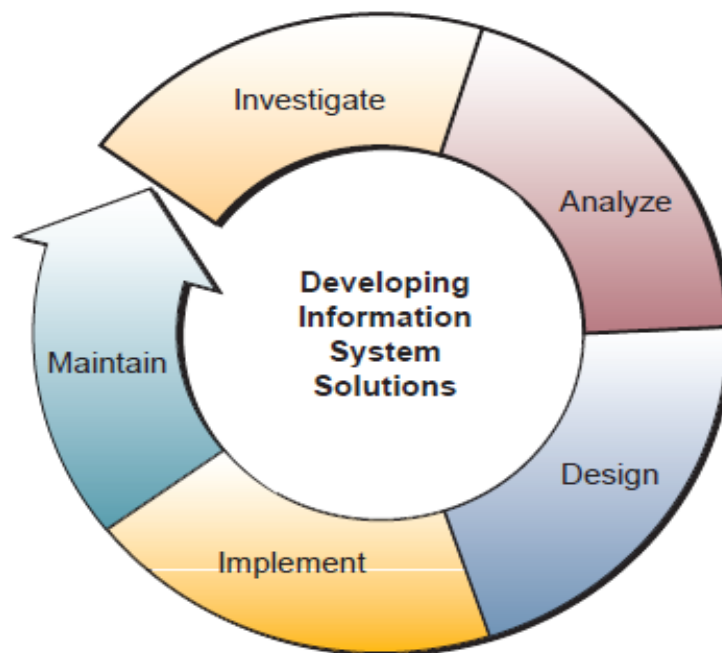 Investigate
Analyze
Developing
Information
System
Solutions
Maintain
Design
Implement